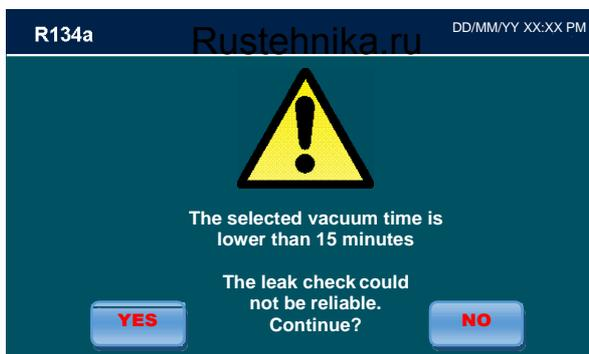 R134a Rustehnika.ru DD/MM/YY XX:XX PM
The selected vacuum time is
lower than 15 minutes
The leak check could
not be reliable.
Continue?
YES NO